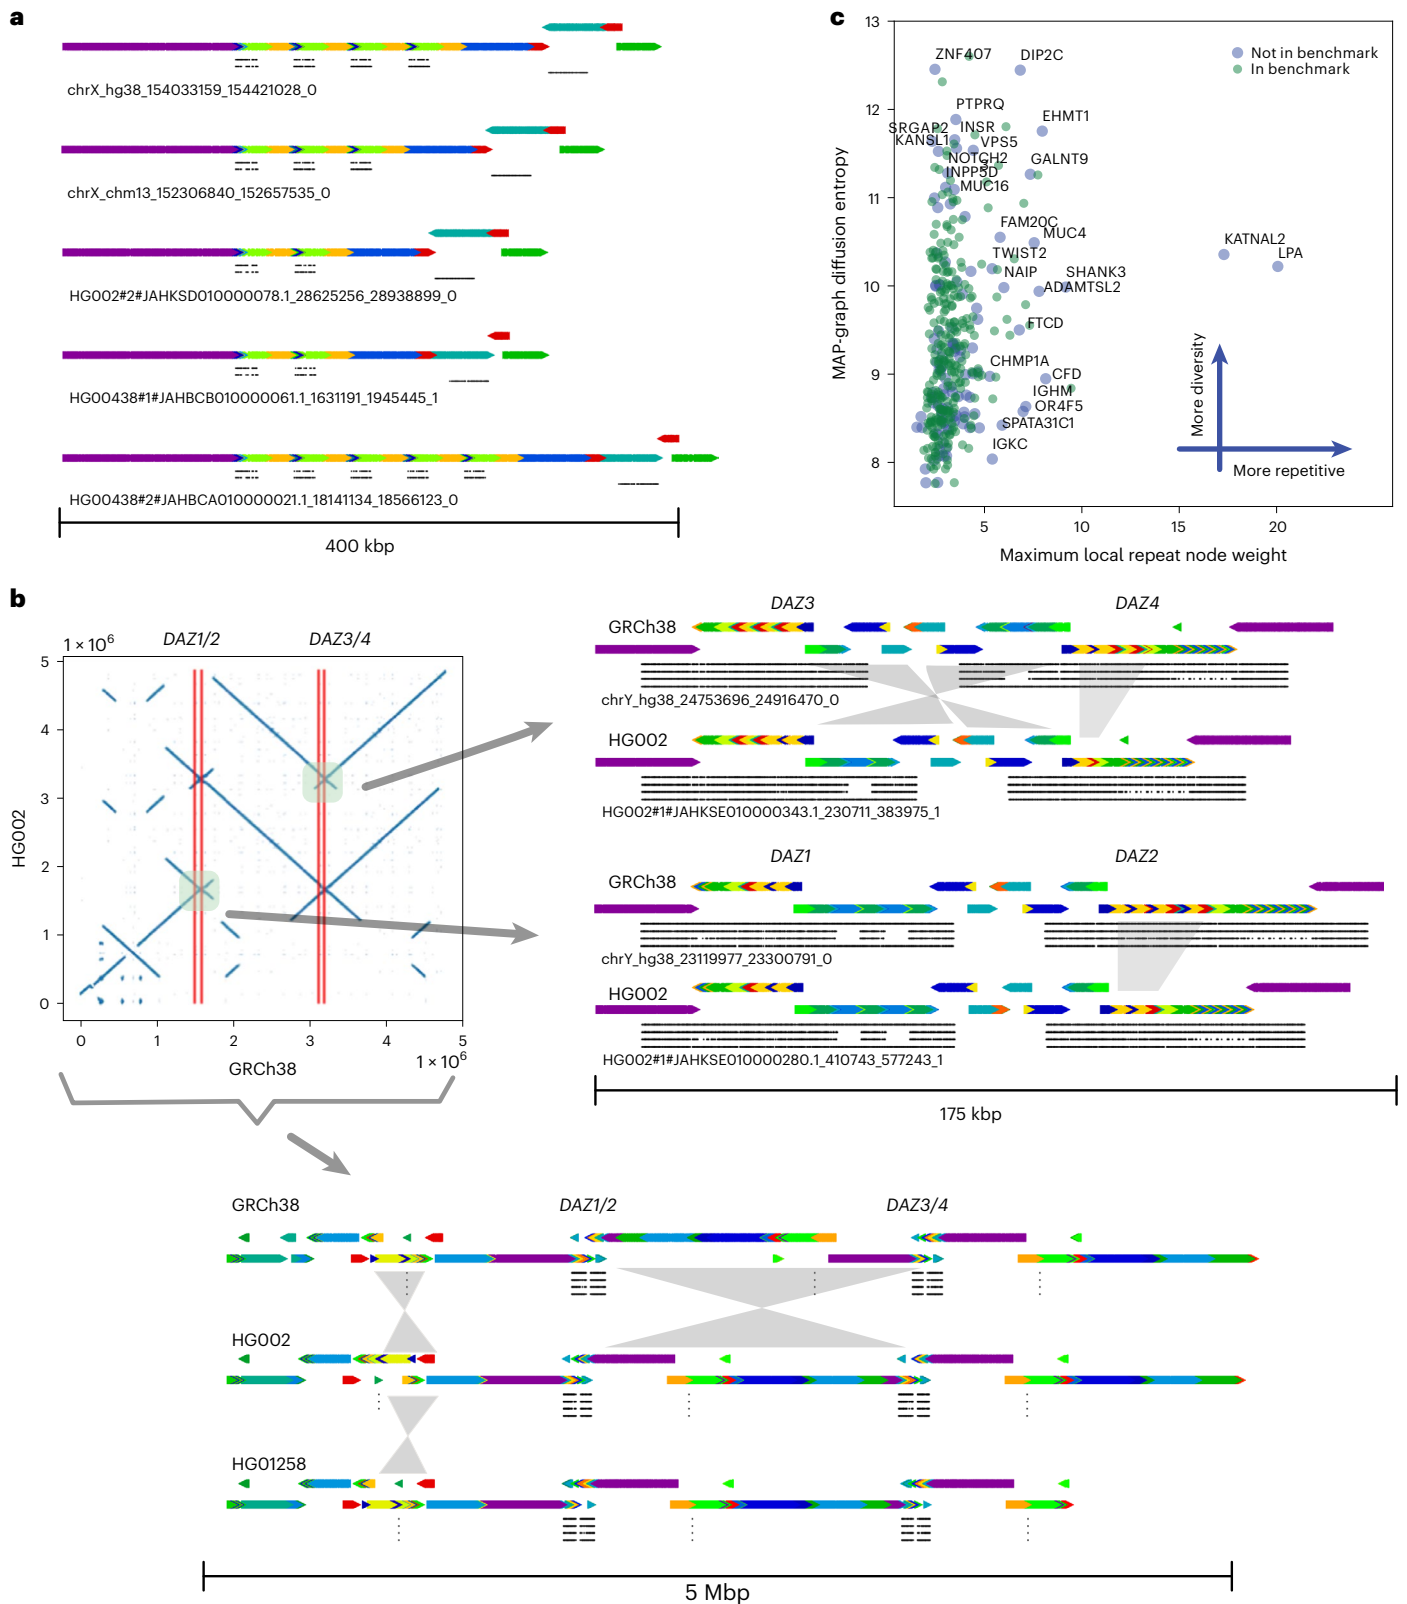 a
chrX_hg38_154033159_154421028_0
chrX_chm13_152306840_152657535_0
HG002#2#JAHKSD010000078.1_28625256_28938899_0
HG00438#1#JAHBCB010000061.1_1631191_1945445_1
HG00438#2#JAHBCA010000021.1_18141134_18566123_0
400 kbp
c
13
12
11
10
9
8
MAP-graph diffusion entropy
5
10
15
20
Maximum local repeat node weight
Not in benchmark
In benchmark
ZNF407
DIP2C
PTPRQ
EHMT1
SRGAP2
INSR
KANSL1
VPS5
NOTCH2
3
GALNT9
INPP5D
MUC16
FAM20C
MUC4
KATNAL2
LPA
TWIST2
NAIP
SHANK3
ADAMTSL2
FTCD
CHMP1A
CFD
IGHM
OR4F5
SPATA31C1
IGKC
More diversity
More repetitive
b
1 × 10⁶
DAZ1/2
DAZ3/4
5
4
3
2
1
0
HG002
0
1
2
3
4
5
1 × 10⁶
GRCh38
DAZ3
DAZ4
GRCh38
chrY_hg38_24753696_24916470_0
HG002
HG002#1#JAHKSE010000343.1_230711_383975_1
DAZ1
DAZ2
GRCh38
chrY_hg38_23119977_23300791_0
HG002
HG002#1#JAHKSE010000280.1_410743_577243_1
175 kbp
GRCh38
DAZ1/2
DAZ3/4
HG002
HG01258
5 Mbp